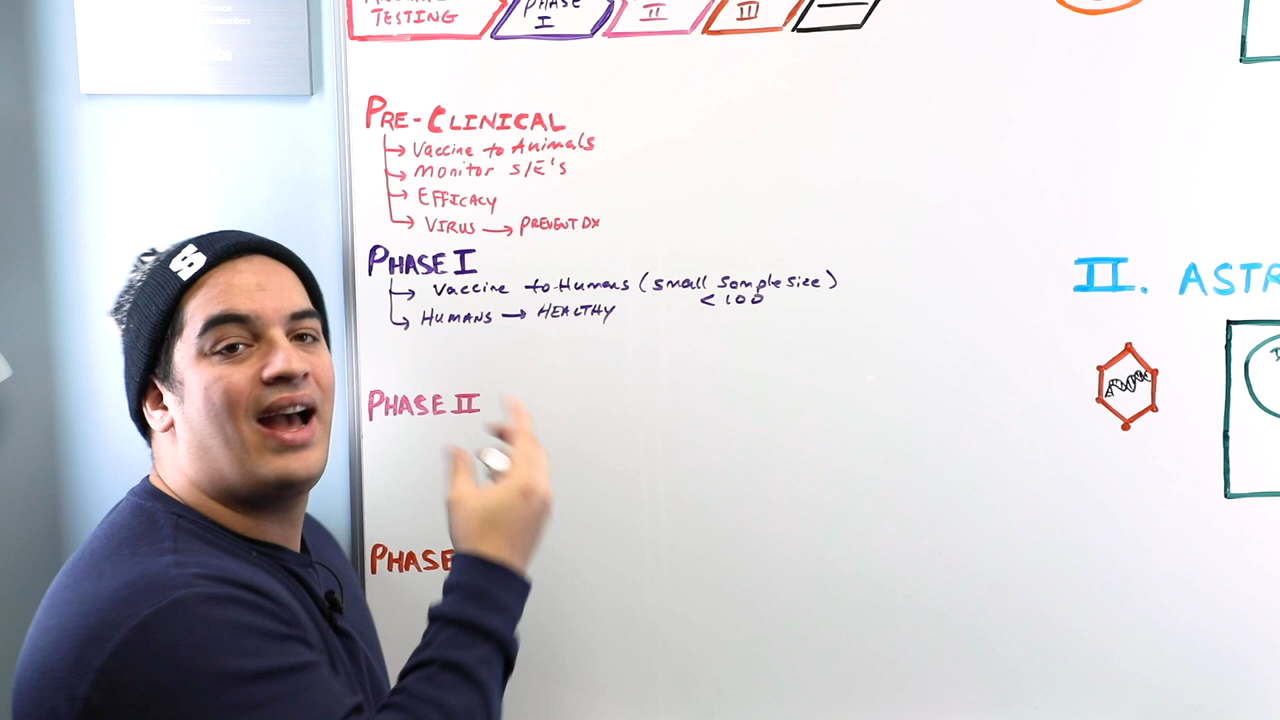 TESTING
PHASE
I
II
III
PRE-CLINICAL
Vaccine to Animals
Monitor S/E's
EFFICACY
VIRUS → PREVENT DX
PHASE I
Vaccine to Humans (small sample size)
< 100
HUMANS → HEALTHY
PHASE II
PHASE
II. ASTR
S